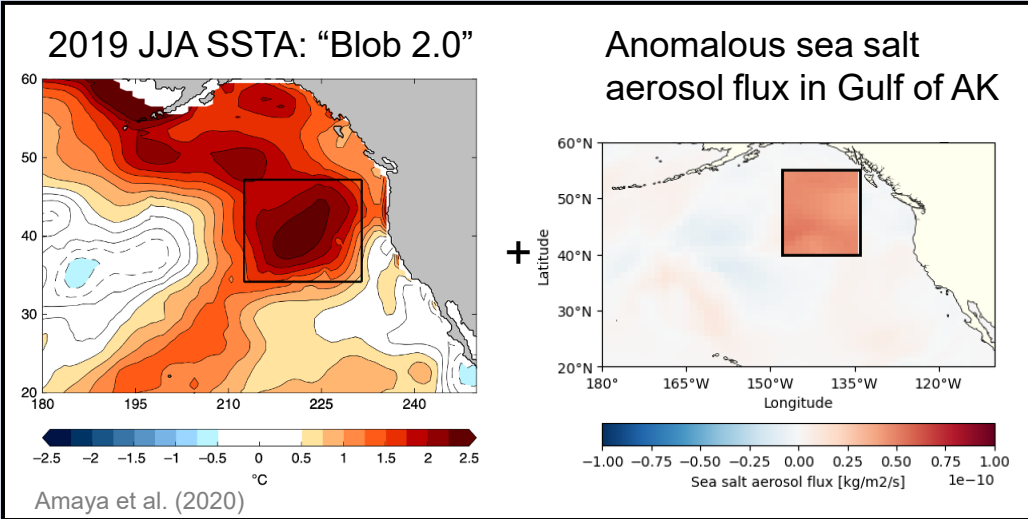 2019 JJA SSTA: “Blob 2.0”
60
50
40
30
20
180
195
210
225
240
−2.5
−2
−1.5
−1
−0.5
0
0.5
1
1.5
2
2.5
°C
Amaya et al. (2020)
+
Anomalous sea salt
aerosol flux in Gulf of AK
60°N
50°N
40°N
30°N
20°N
Latitude
180°
165°W
150°W
135°W
120°W
Longitude
−1.00
−0.75
−0.50
−0.25
0.00
0.25
0.50
0.75
1.00
Sea salt aerosol flux [kg/m2/s]
1e−10